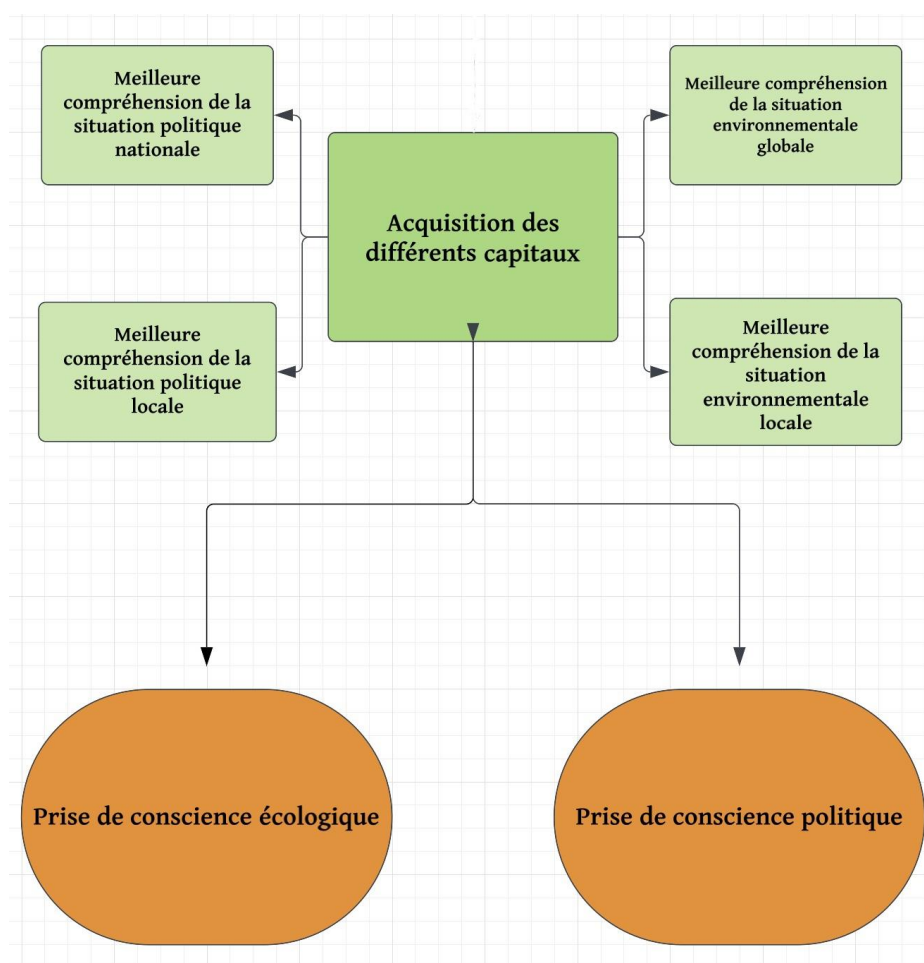 Meilleure
compréhension de la
situation politique
nationale
Meilleure compréhension
de la situation
environnementale
globale
Acquisition des
différents capitaux
Meilleure
compréhension de la
situation politique
locale
Meilleure
compréhension de la
situation
environnementale
locale
Prise de conscience écologique
Prise de conscience politique